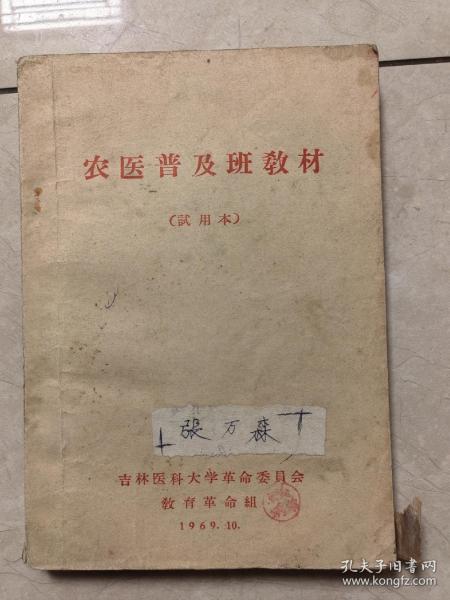 农医普及班教材
(試用本)
張万森
吉林医科大学革命委員会
教育革命組
1969.10.
孔夫子旧书网
www.kongfz.com